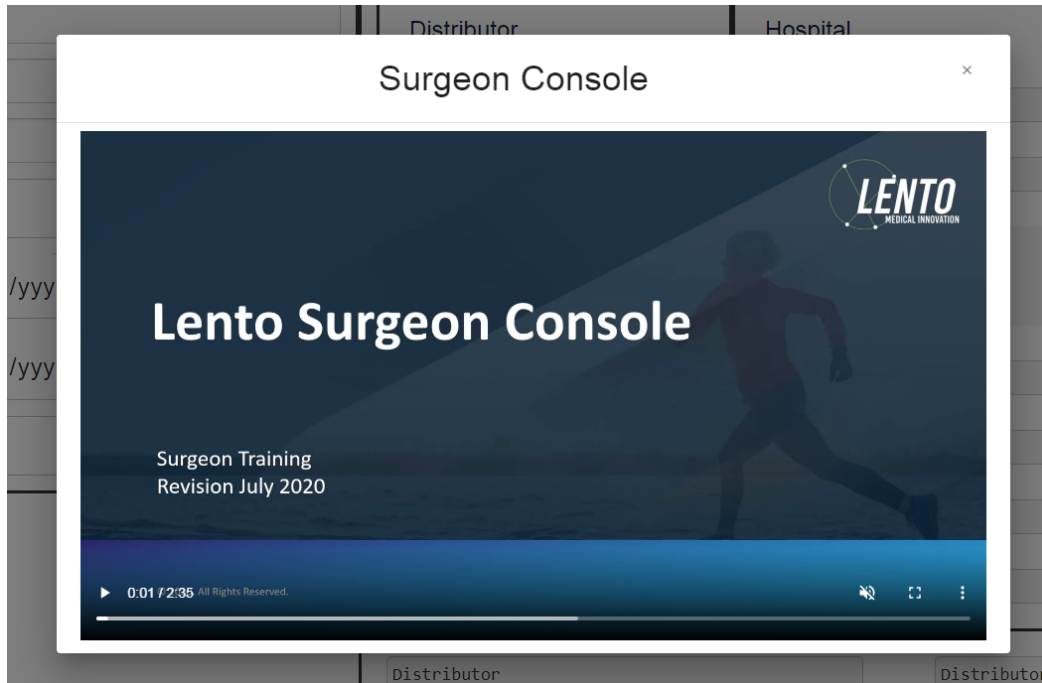 Distributor
Hospital
Surgeon Console
×
LENTO
MEDICAL INNOVATION
/yyy
Lento Surgeon Console
/yyy
Surgeon Training
Revision July 2020
0:01 / 2:35
All Rights Reserved.
Distributor
Distributor